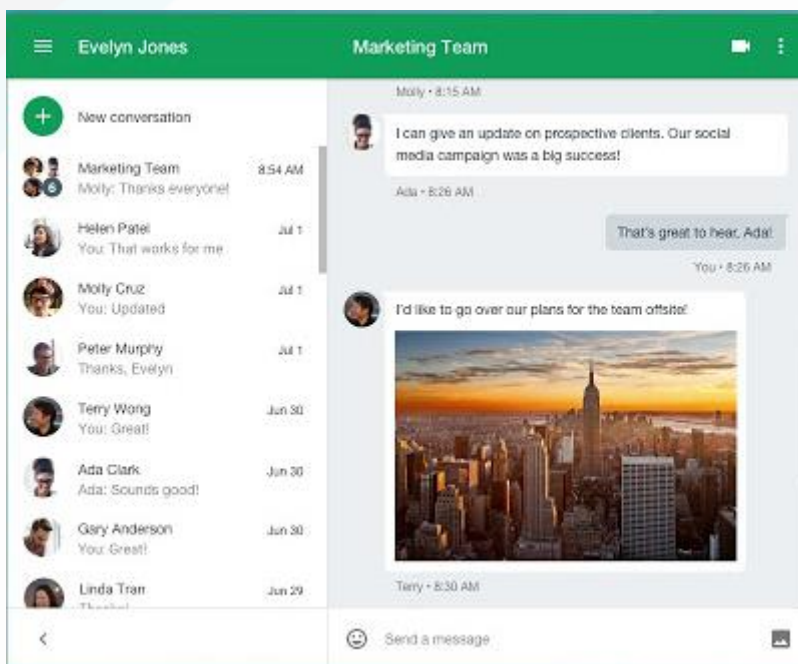 Evelyn Jones
New conversation
Marketing Team 8:54 AM
Molly: Thanks everyone!
6
Helen Patel Jul 1
You: That works for me
Molly Cruz Jul 1
You: Updated
Peter Murphy Jul 1
Thanks, Evelyn
Terry Wong Jun 30
You: Great!
Ada Clark Jun 30
Ada: Sounds good!
Gary Anderson Jun 30
You: Great!
Linda Tran Jun 29
Marketing Team
Molly • 8:15 AM
I can give an update on prospective clients. Our social
media campaign was a big success!
Ada • 8:26 AM
That's great to hear, Ada!
You • 8:26 AM
I'd like to go over our plans for the team offsite!
Terry • 8:30 AM
Send a message